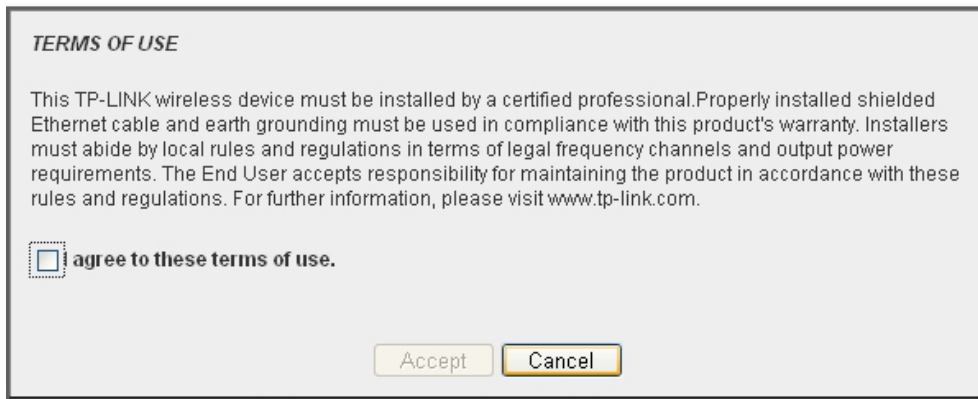 TERMS OF USE
This TP-LINK wireless device must be installed by a certified professional.Properly installed shielded
Ethernet cable and earth grounding must be used in compliance with this product's warranty. Installers
must abide by local rules and regulations in terms of legal frequency channels and output power
requirements. The End User accepts responsibility for maintaining the product in accordance with these
rules and regulations. For further information, please visit www.tp-link.com.
I agree to these terms of use.
Accept Cancel